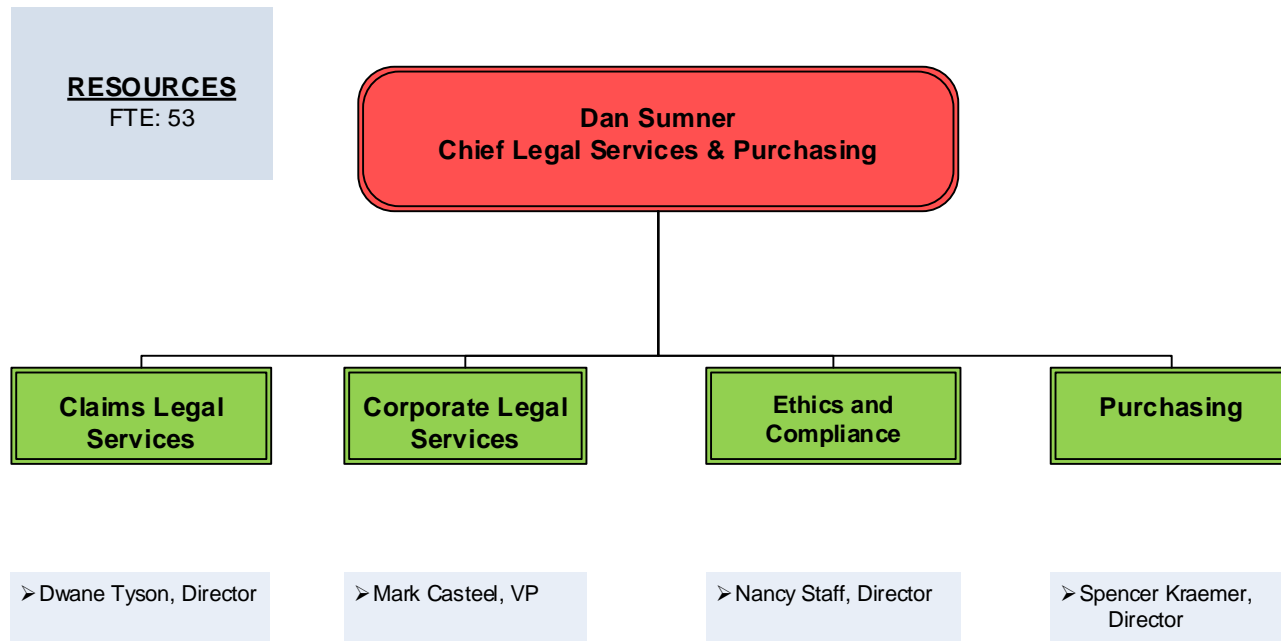 RESOURCES
FTE: 53
Dan Sumner
Chief Legal Services & Purchasing
Claims Legal
Services
Corporate Legal
Services
Ethics and
Compliance
Purchasing
➢Dwane Tyson, Director
➢Mark Casteel, VP
➢Nancy Staff, Director
➢Spencer Kraemer,
Director